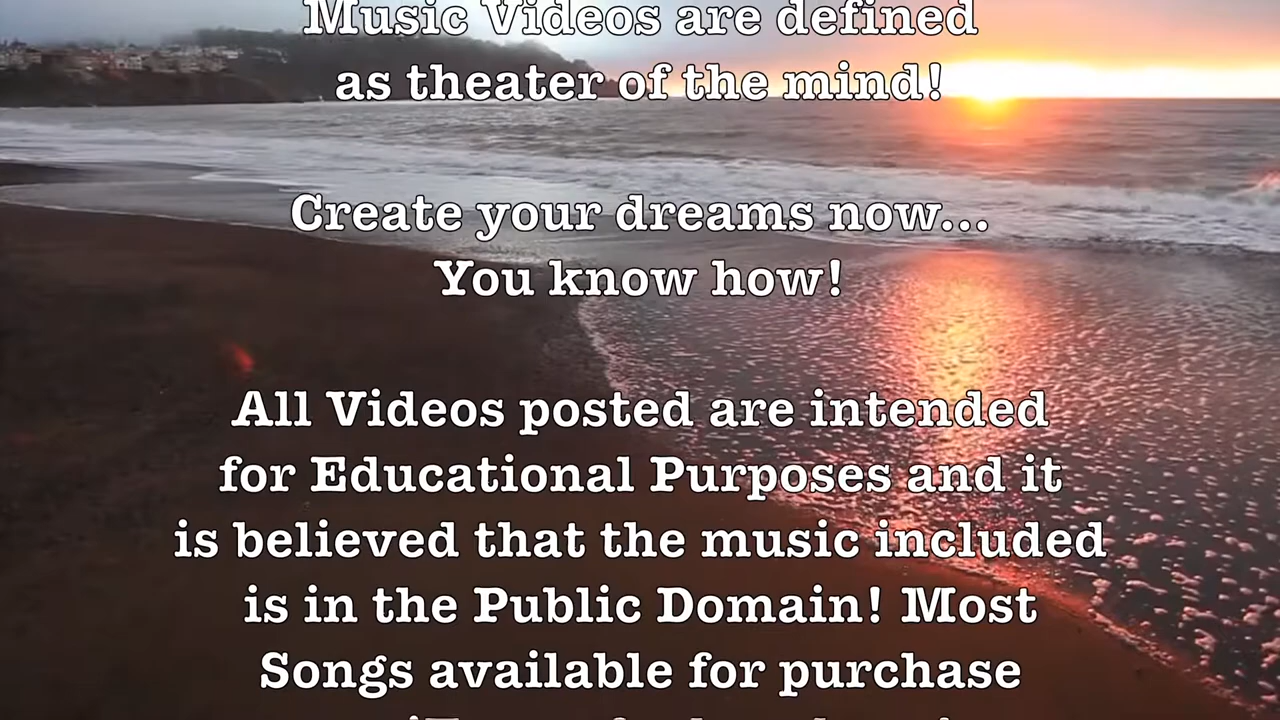 Music Videos are defined
as theater of the mind!
Create your dreams now...
You know how!
All Videos posted are intended
for Educational Purposes and it
is believed that the music included
is in the Public Domain! Most
Songs available for purchase